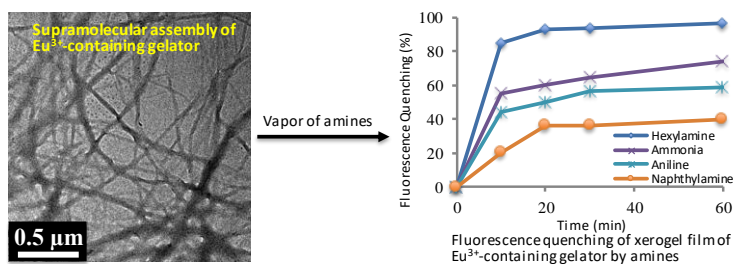 Supramolecular assembly of
Eu³⁺-containing gelator
0.5 µm
Vapor of amines
Fluorescence Quenching (%)
100
80
60
40
20
0
Hexylamine
Ammonia
Aniline
Naphthylamine
0
20
40
60
Time (min)
Fluorescence quenching of xerogel film of
Eu³⁺-containing gelator by amines